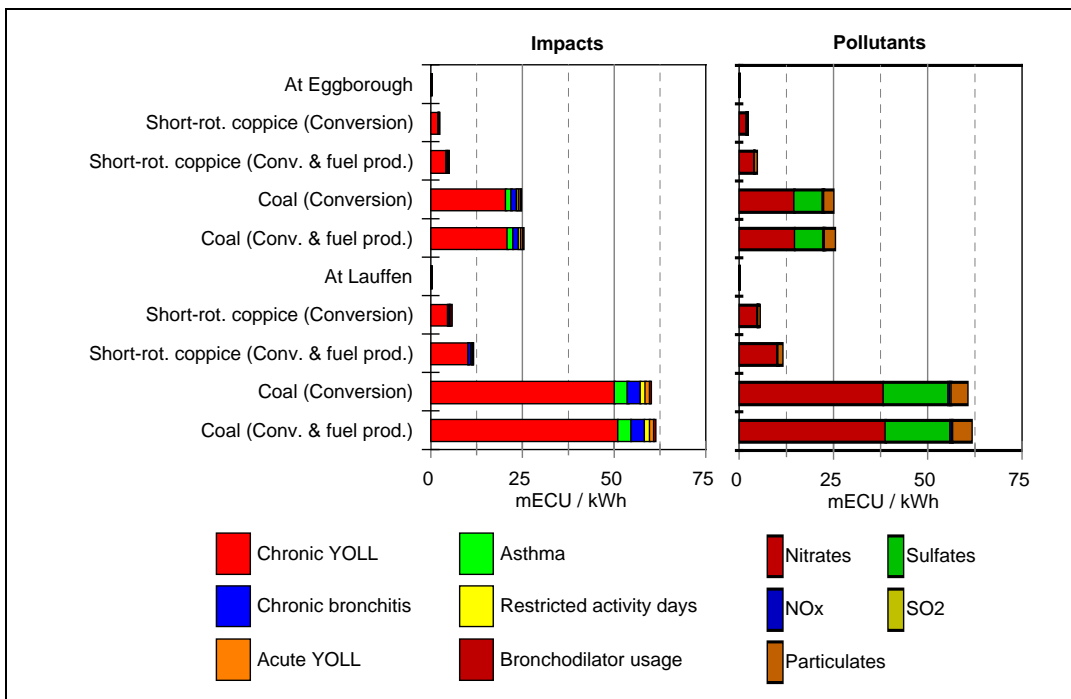 Impacts
Pollutants
At Eggborough
Short-rot. coppice (Conversion)
Short-rot. coppice (Conv. & fuel prod.)
Coal (Conversion)
Coal (Conv. & fuel prod.)
At Lauffen
Short-rot. coppice (Conversion)
Short-rot. coppice (Conv. & fuel prod.)
Coal (Conversion)
Coal (Conv. & fuel prod.)
0 25 50 75
mECU / kWh
0 25 50 75
mECU / kWh
Chronic YOLL
Asthma
Chronic bronchitis
Restricted activity days
Acute YOLL
Bronchodilator usage
Nitrates
Sulfates
NOx
SO2
Particulates